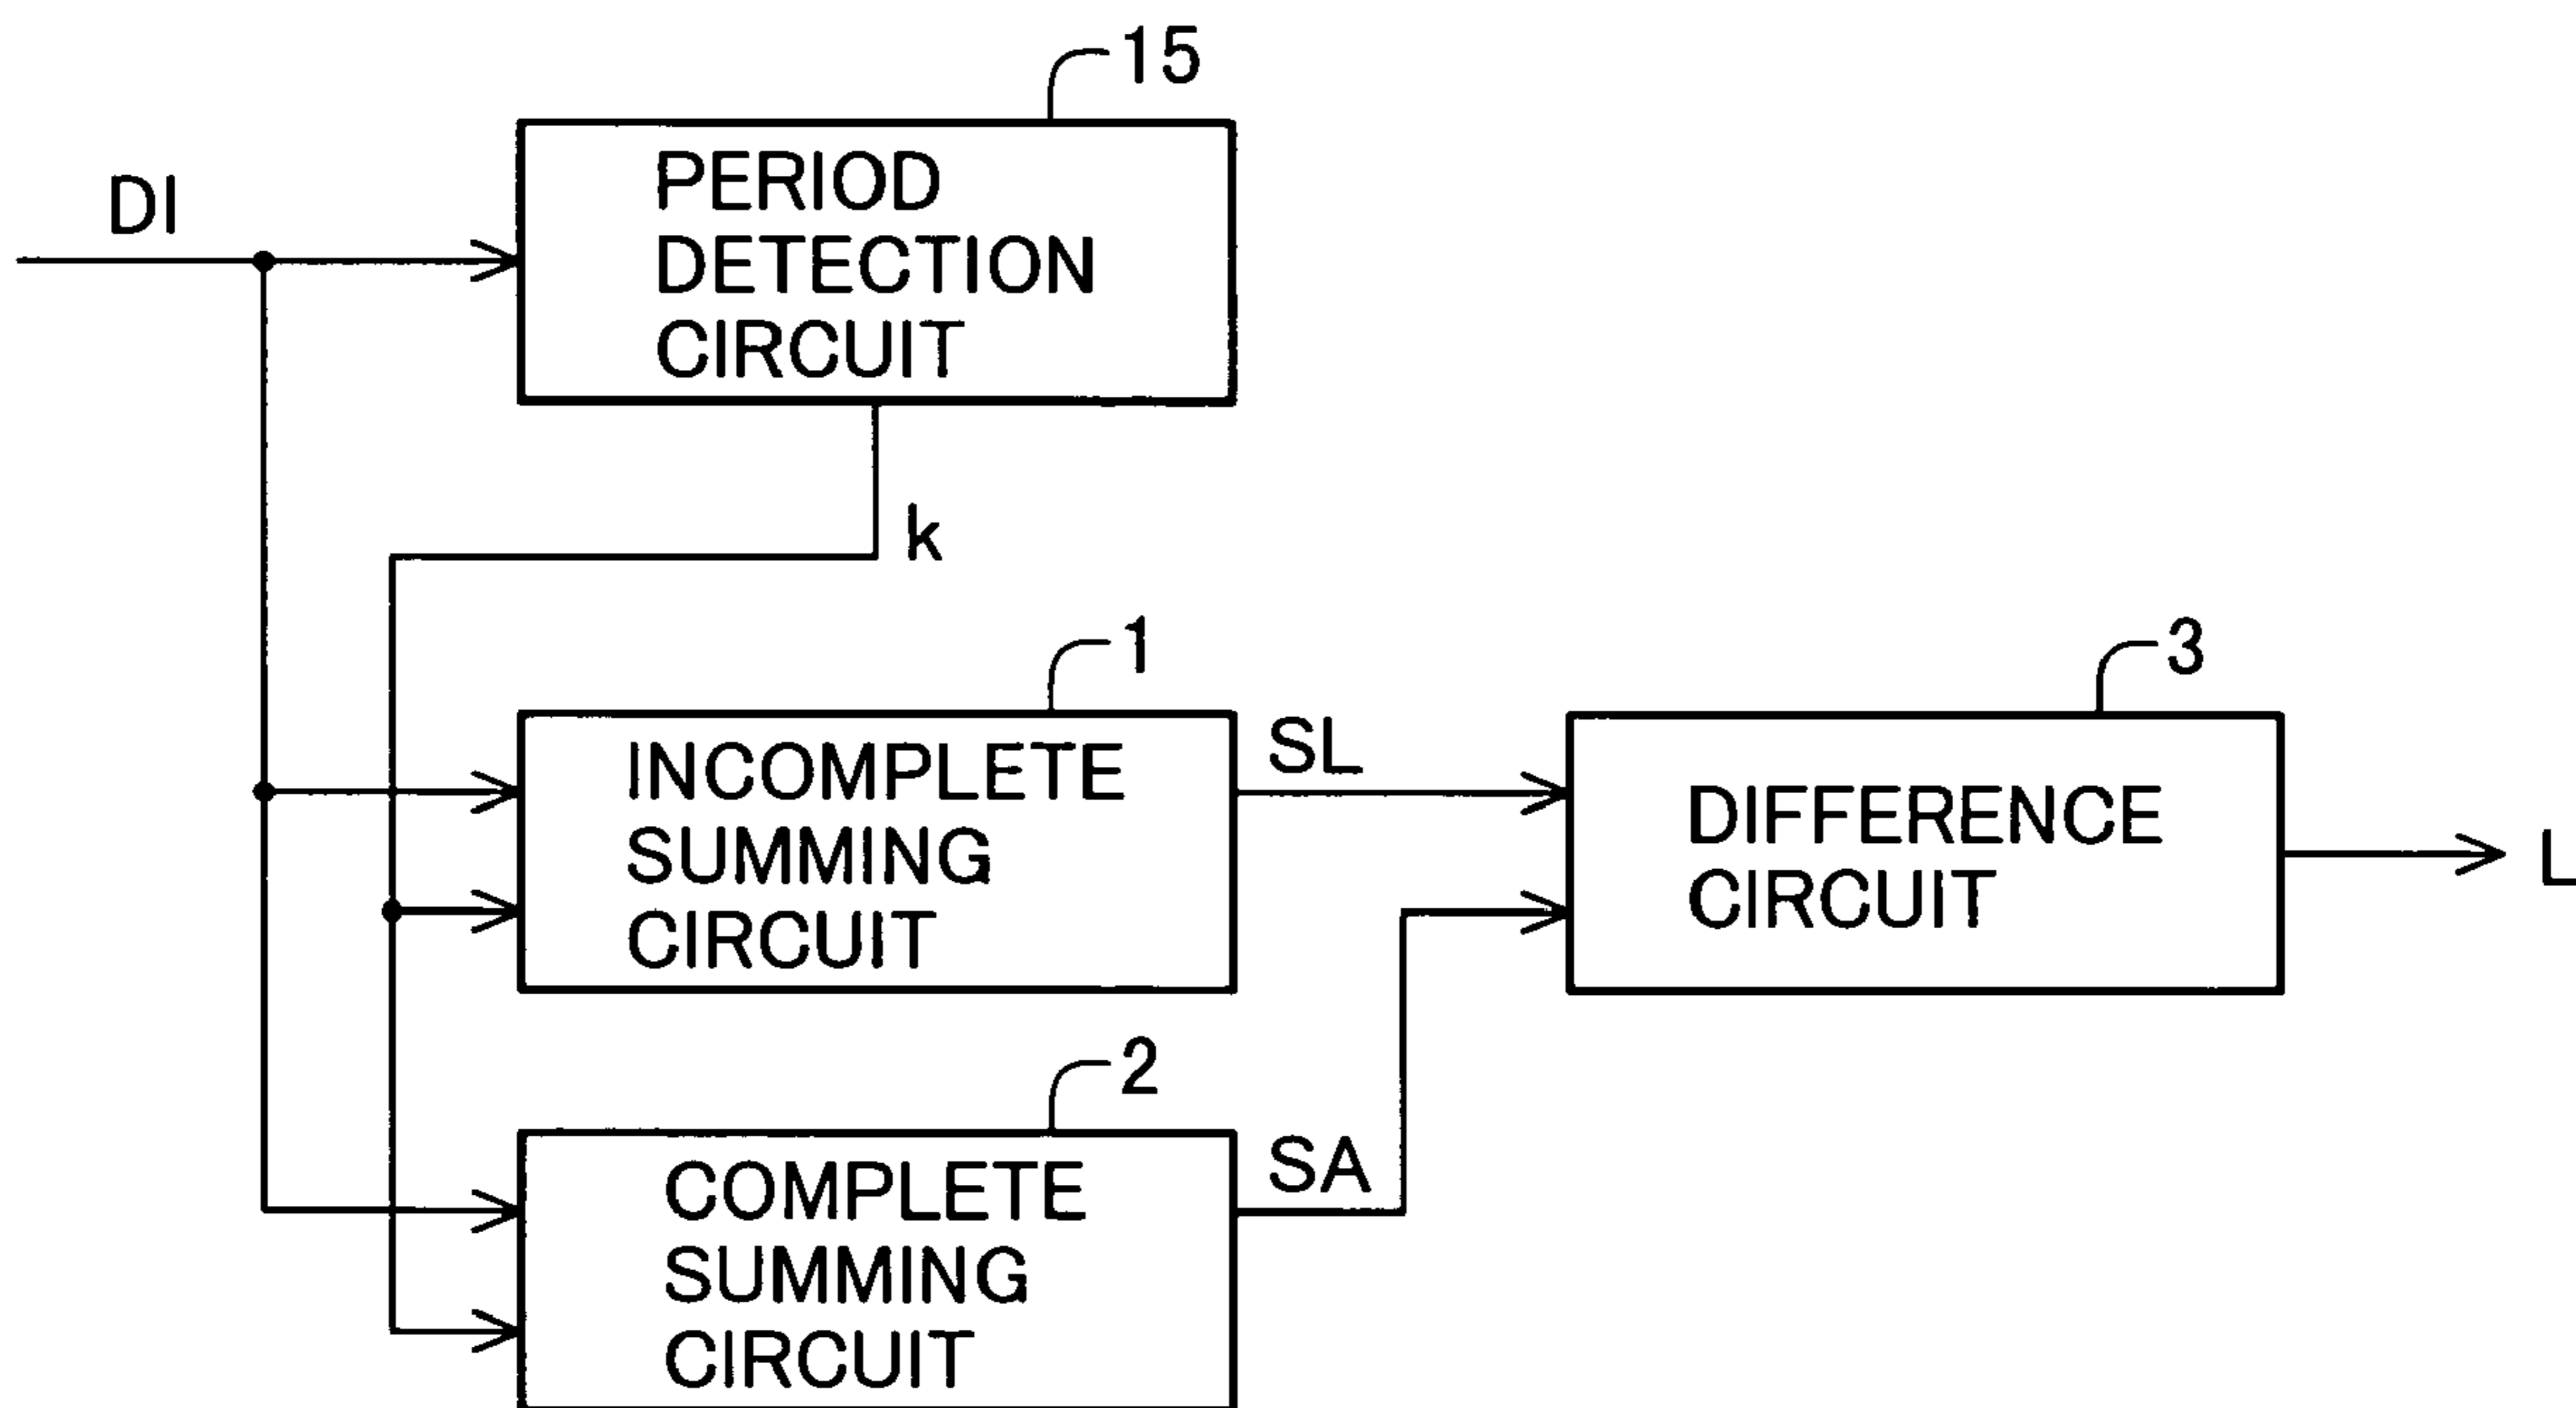 15
DI
PERIOD
DETECTION
CIRCUIT
k
1
3
INCOMPLETE
SUMMING
CIRCUIT
SL
DIFFERENCE
CIRCUIT
L
2
COMPLETE
SUMMING
CIRCUIT
SA